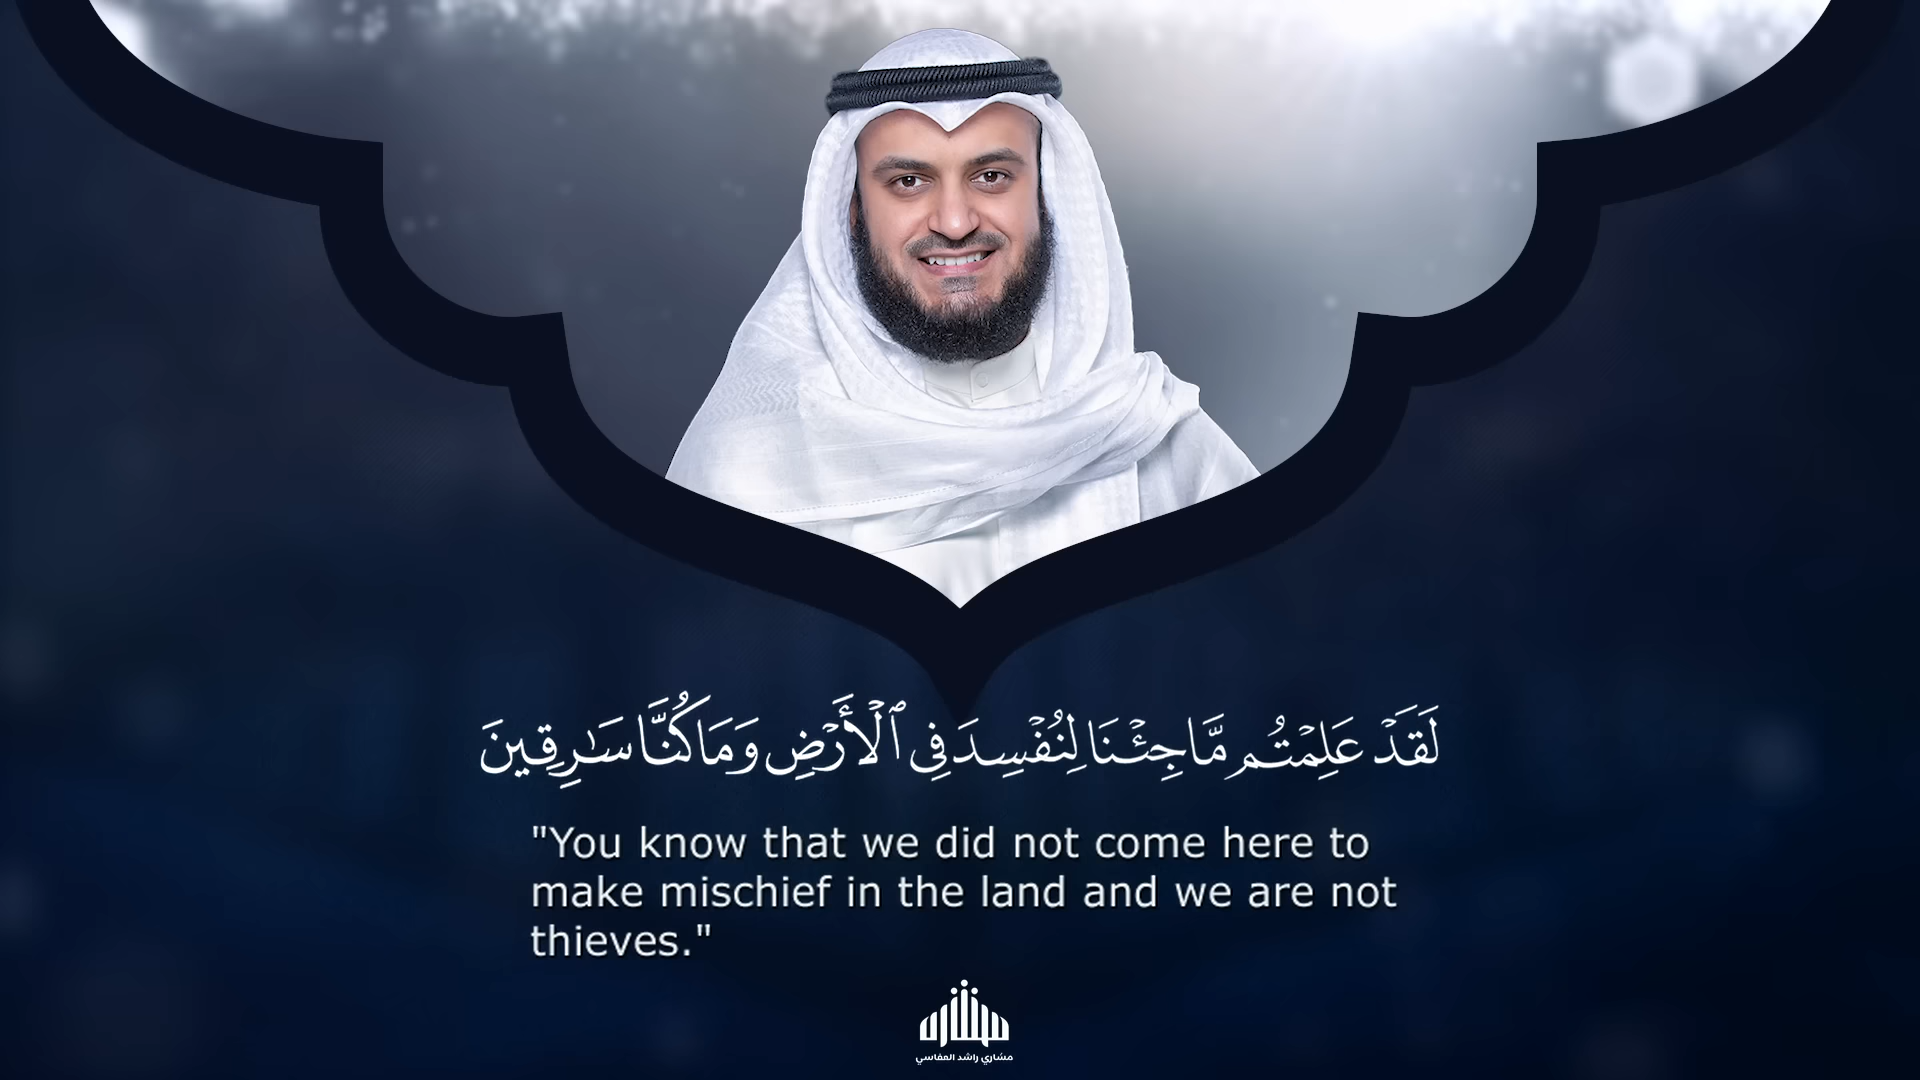 لَقَدْ عَلِمْتُم مَّا جِئْنَا لِنُفْسِدَ فِى ٱلْأَرْضِ وَمَا كُنَّا سَٰرِقِينَ
"You know that we did not come here to
make mischief in the land and we are not
thieves."
مشاري
مشاري راشد العفاسي